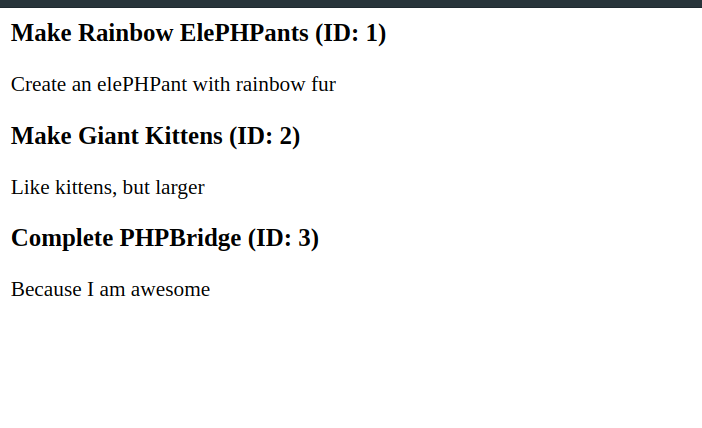 Make Rainbow ElePHPants (ID: 1)
Create an elePHPant with rainbow fur
Make Giant Kittens (ID: 2)
Like kittens, but larger
Complete PHPBridge (ID: 3)
Because I am awesome